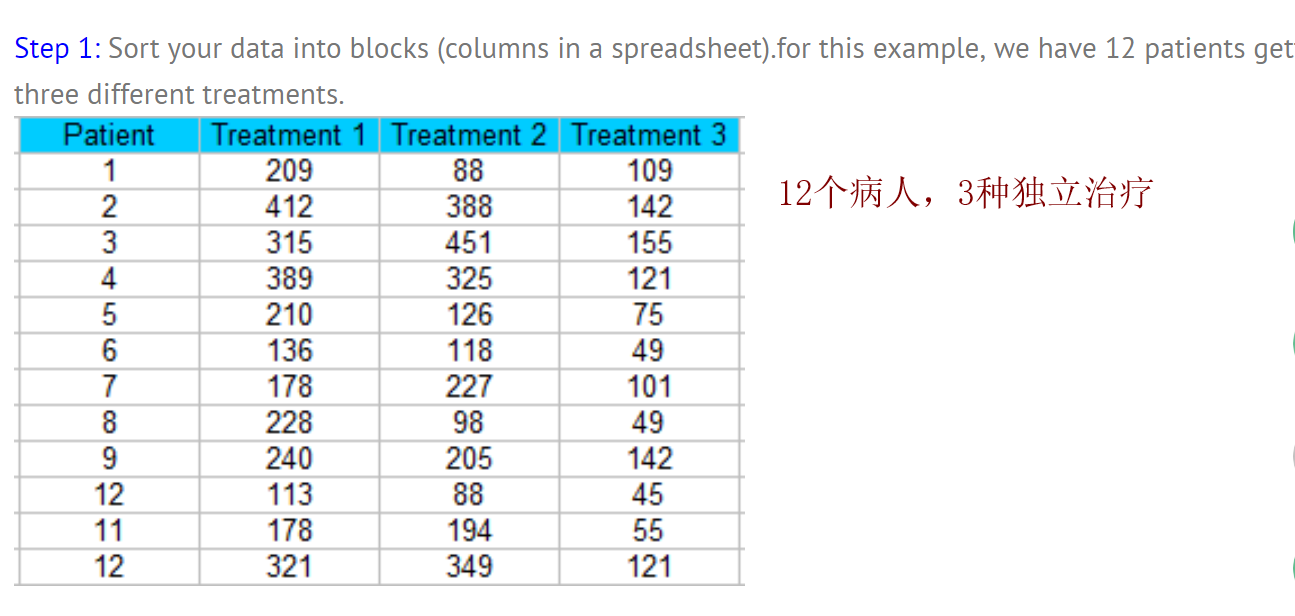 Step 1: Sort your data into blocks (columns in a spreadsheet).for this example, we have 12 patients get
three different treatments.
Patient Treatment 1 Treatment 2 Treatment 3
1 209 88 109
12个病人，3种独立治疗
2 412 388 142
3 315 451 155
4 389 325 121
5 210 126 75
6 136 118 49
7 178 227 101
8 228 98 49
9 240 205 142
12 113 88 45
11 178 194 55
12 321 349 121